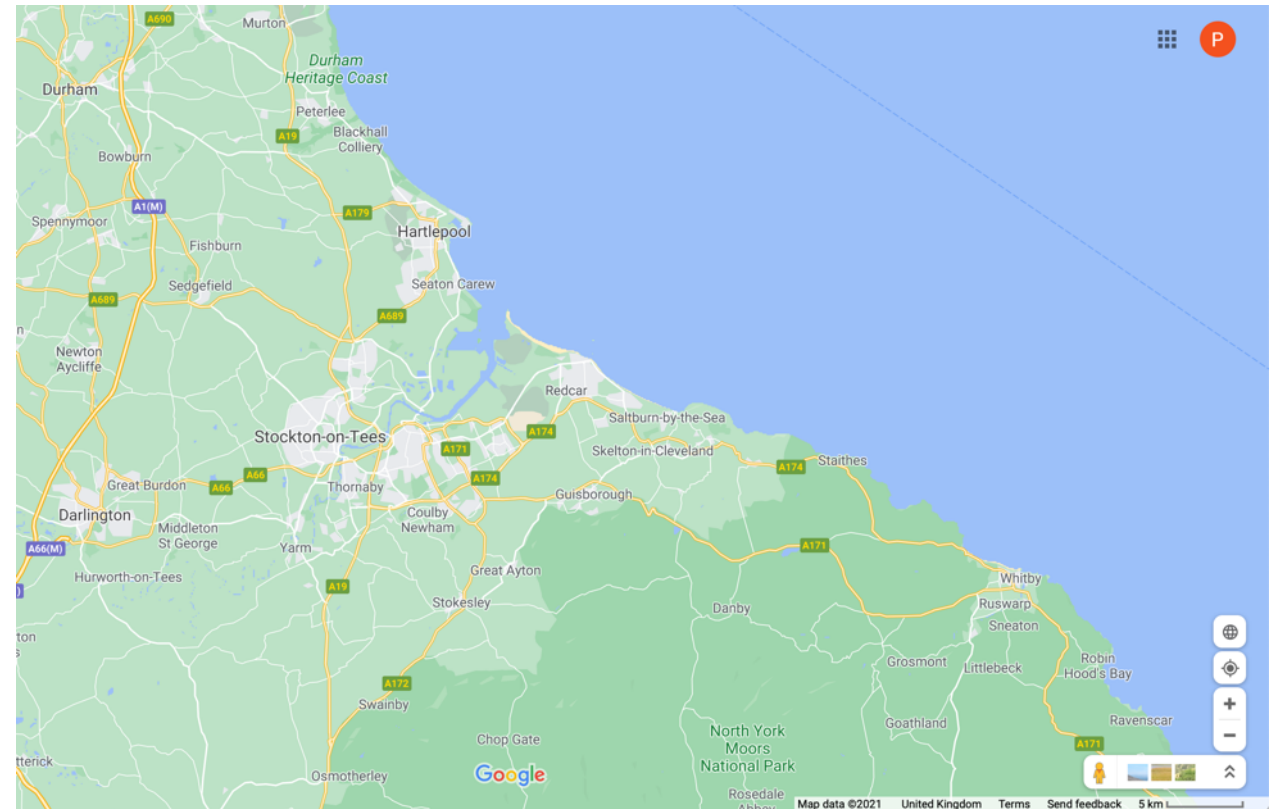 A690
Murton
P
Durham
Heritage Coast
Durham
Peterlee
A19
Blackhall
Colliery
Bowburn
A1(M)
A179
Spennymoor
Hartlepool
Fishburn
Sedgefield
Seaton Carew
A689
A689
n
Newton
Aycliffe
Redcar
Saltburn-by-the-Sea
A174
Stockton-on-Tees
A171
Skelton-in-Cleveland
Staithes
A174
A66
A174
Great Burdon
A66
Thornaby
Guisborough
Darlington
Coulby
Newham
Middleton
St George
A66(M)
Yarm
A171
Great Ayton
Hurworth-on-Tees
Whitby
A19
)
Stokesley
Danby
Ruswarp
Sneaton
ton
s
Grosmont
Littlebeck
Robin
Hood's Bay
A172
Swainby
Goathland
Ravenscar
North York
Moors
National Park
Chop Gate
A171
tterick
Osmotherley
Google
Rosedale
Abbey
Map data ©2021 United Kingdom Terms Send feedback 5 km